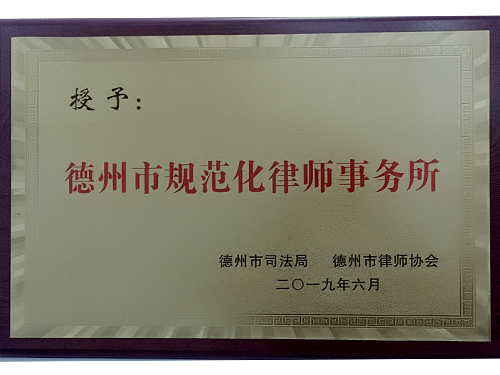 授予：
德州市规范化律师事务所
德州市司法局 德州市律师协会
二〇一九年六月